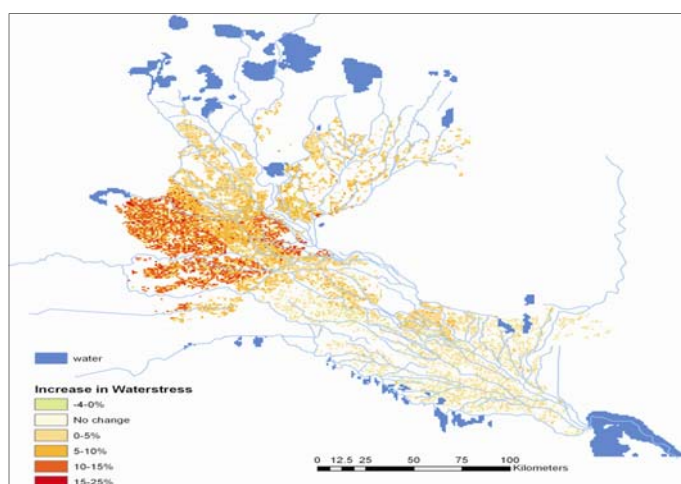 water
Increase in Waterstress
-4-0%
No change
0-5%
5-10%
10-15%
15-25%
0 12.5 25 50 75 100
Kilometers